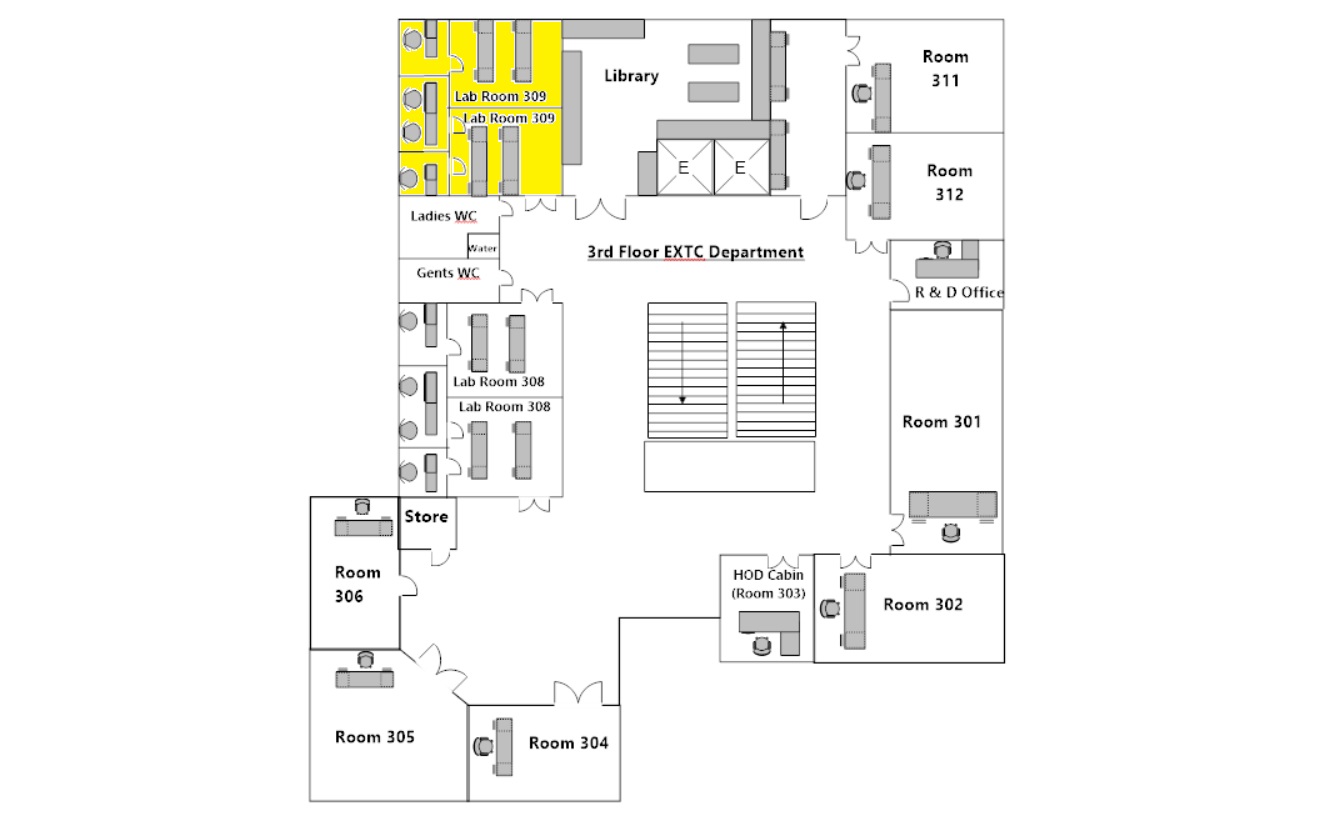 Lab Room 309
Lab Room 309
Library
E
E
Room
311
Room
312
Ladies WC
Water
Gents WC
3rd Floor EXTC Department
R & D Office
Lab Room 308
Lab Room 308
Room 301
Store
Room
306
HOD Cabin
(Room 303)
Room 302
Room 305
Room 304